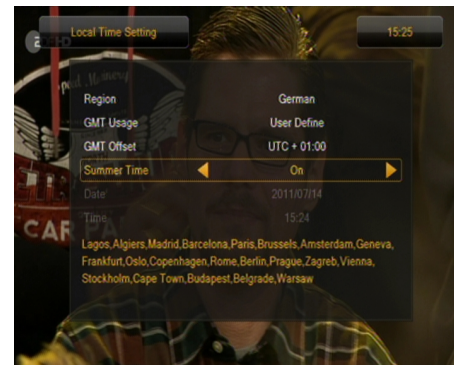 Local Time Setting
15:25
Region German
GMT Usage User Define
GMT Offset UTC + 01:00
Summer Time On
Date 2011/07/14
Time 15:24
Lagos,Algiers,Madrid,Barcelona,Paris,Brussels,Amsterdam,Geneva,
Frankfurt,Oslo,Copenhagen,Rome,Berlin,Prague,Zagreb,Vienna,
Stockholm,Cape Town,Budapest,Belgrade,Warsaw
CAR PA